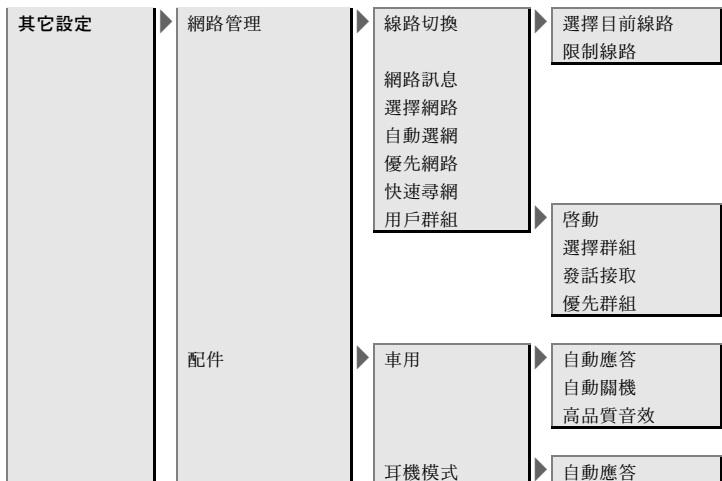 其它設定
網路管理
線路切換
選擇目前線路
限制線路
網路訊息
選擇網路
自動選網
優先網路
快速尋網
用戶群組
啓動
選擇群組
發話接取
優先群組
配件
車用
自動應答
自動關機
高品質音效
耳機模式
自動應答